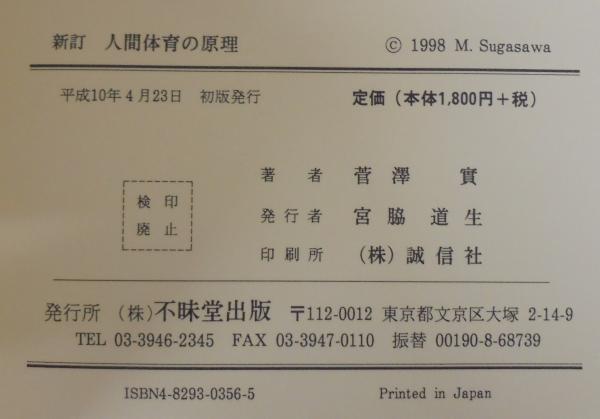 新訂 人間体育の原理 © 1998 M. Sugasawa
平成10年4月23日 初版発行 定価（本体1,800円＋税）
著者 菅澤 實
検印
廃止
発行者 宮脇道生
印刷所 （株）誠信社
発行所 （株）不昧堂出版 〒112-0012 東京都文京区大塚 2-14-9
TEL 03-3946-2345 FAX 03-3947-0110 振替 00190-8-68739
ISBN4-8293-0356-5 Printed in Japan